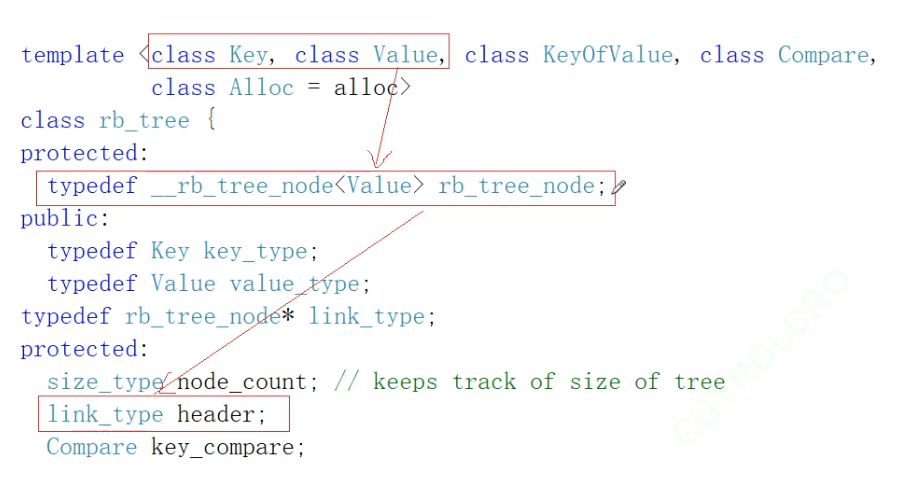 template <class Key, class Value, class KeyOfValue, class Compare,
class Alloc = alloc>
class rb_tree {
protected:
typedef __rb_tree_node<Value> rb_tree_node;
public:
typedef Key key_type;
typedef Value value_type;
typedef rb_tree_node* link_type;
protected:
size_type node_count; // keeps track of size of tree
link_type header;
Compare key_compare;
CUYRDLCRO